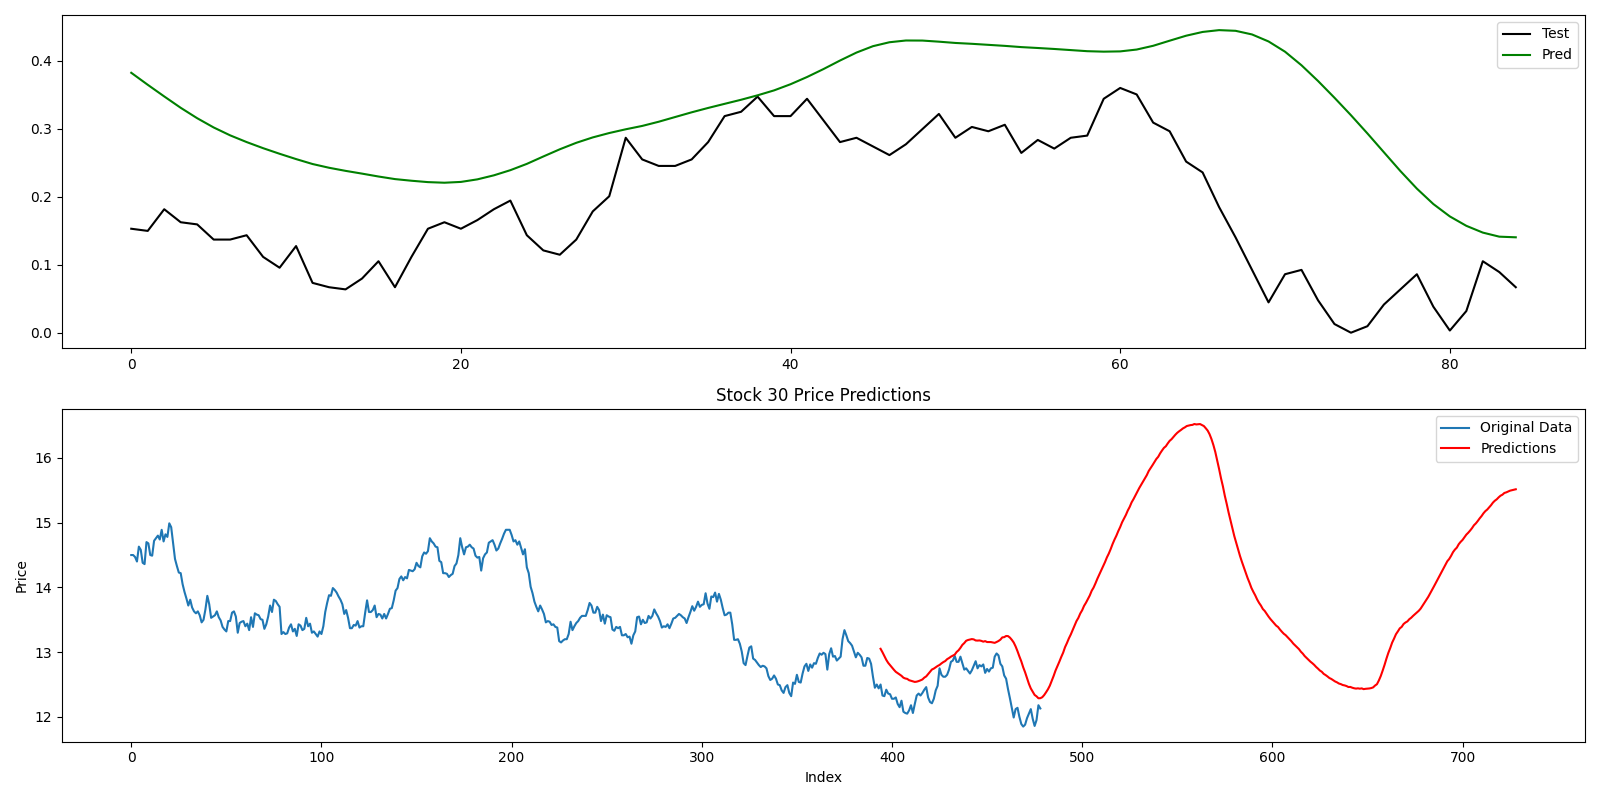 0.4
0.3
0.2
0.1
0.0
0 20 40 60 80
Test
Pred
Stock 30 Price Predictions
Price
16
15
14
13
12
0 100 200 300 400 500 600 700
Index
Original Data
Predictions